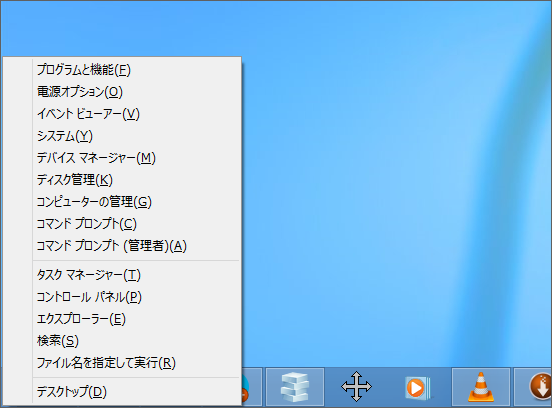 プログラムと機能(F)
電源オプション(O)
イベント ビューアー(V)
システム(Y)
デバイス マネージャー(M)
ディスク管理(K)
コンピューターの管理(G)
コマンド プロンプト(C)
コマンド プロンプト (管理者)(A)
タスク マネージャー(T)
コントロール パネル(P)
エクスプローラー(E)
検索(S)
ファイル名を指定して実行(R)
デスクトップ(D)